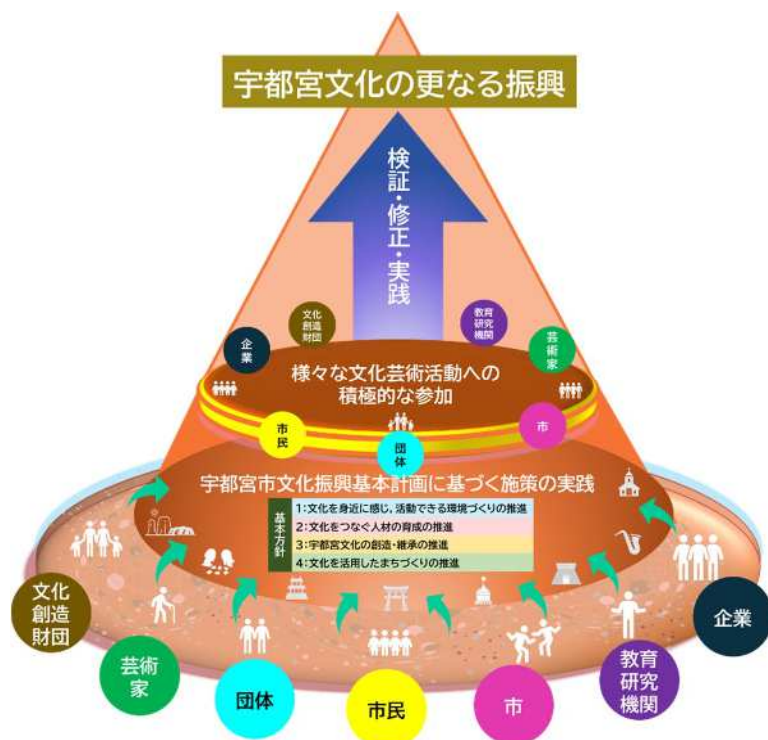 宇都宮文化の更なる振興
検証・修正・実践
文化
創造
財団
教育
研究
機関
企
業
芸
術
家
様々な文化芸術活動への
積極的な参加
市
民
団
体
市
宇都宮市文化振興基本計画に基づく施策の実践
基本方針
1:文化を身近に感じ,活動できる環境づくりの推進
2:文化をつなぐ人材の育成の推進
3:宇都宮文化の創造・継承の推進
4:文化を活用したまちづくりの推進
文化
創造
財団
芸術
家
団体
市民
市
教育
研究
機関
企業